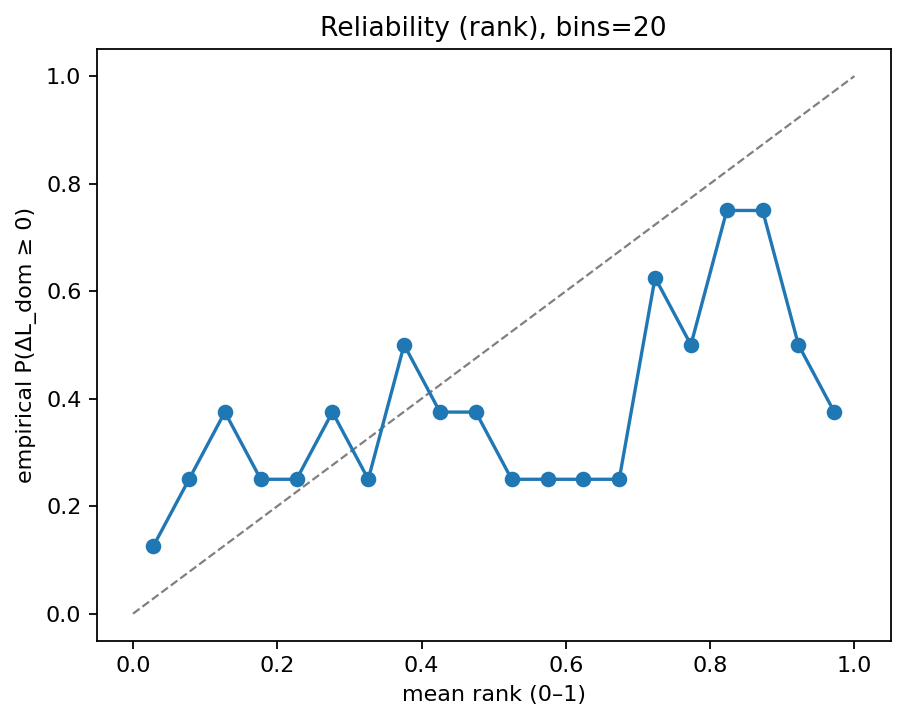 Reliability (rank), bins=20
empirical P(ΔL_dom ≥ 0)
1.0
0.8
0.6
0.4
0.2
0.0
0.0 0.2 0.4 0.6 0.8 1.0
mean rank (0–1)